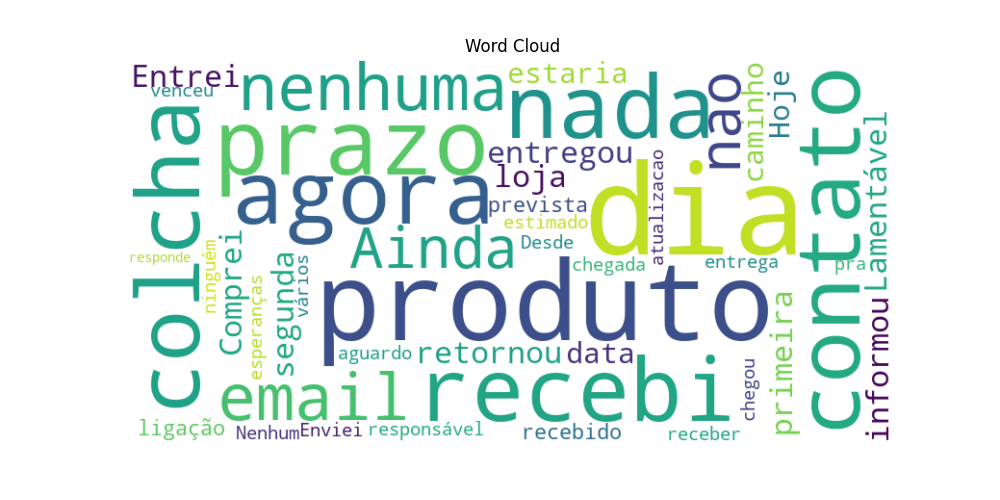 Word Cloud
Entrei
venceu
nenhuma
estaria
nada
nao
caminho
Hoje
contato
colcha
prazo
entregou
loja
agora
prevista
estimado
dia
atualizacao
Lamentável
Ainda
Desde
responde
ninguém
Comprei
esperanças
segunda
vários
chegada
entrega
pra
produto
aguardo
retornou
data
primeira
informou
email
recebi
chegou
ligação
Nenhum
Enviei
responsável
recebido
receber